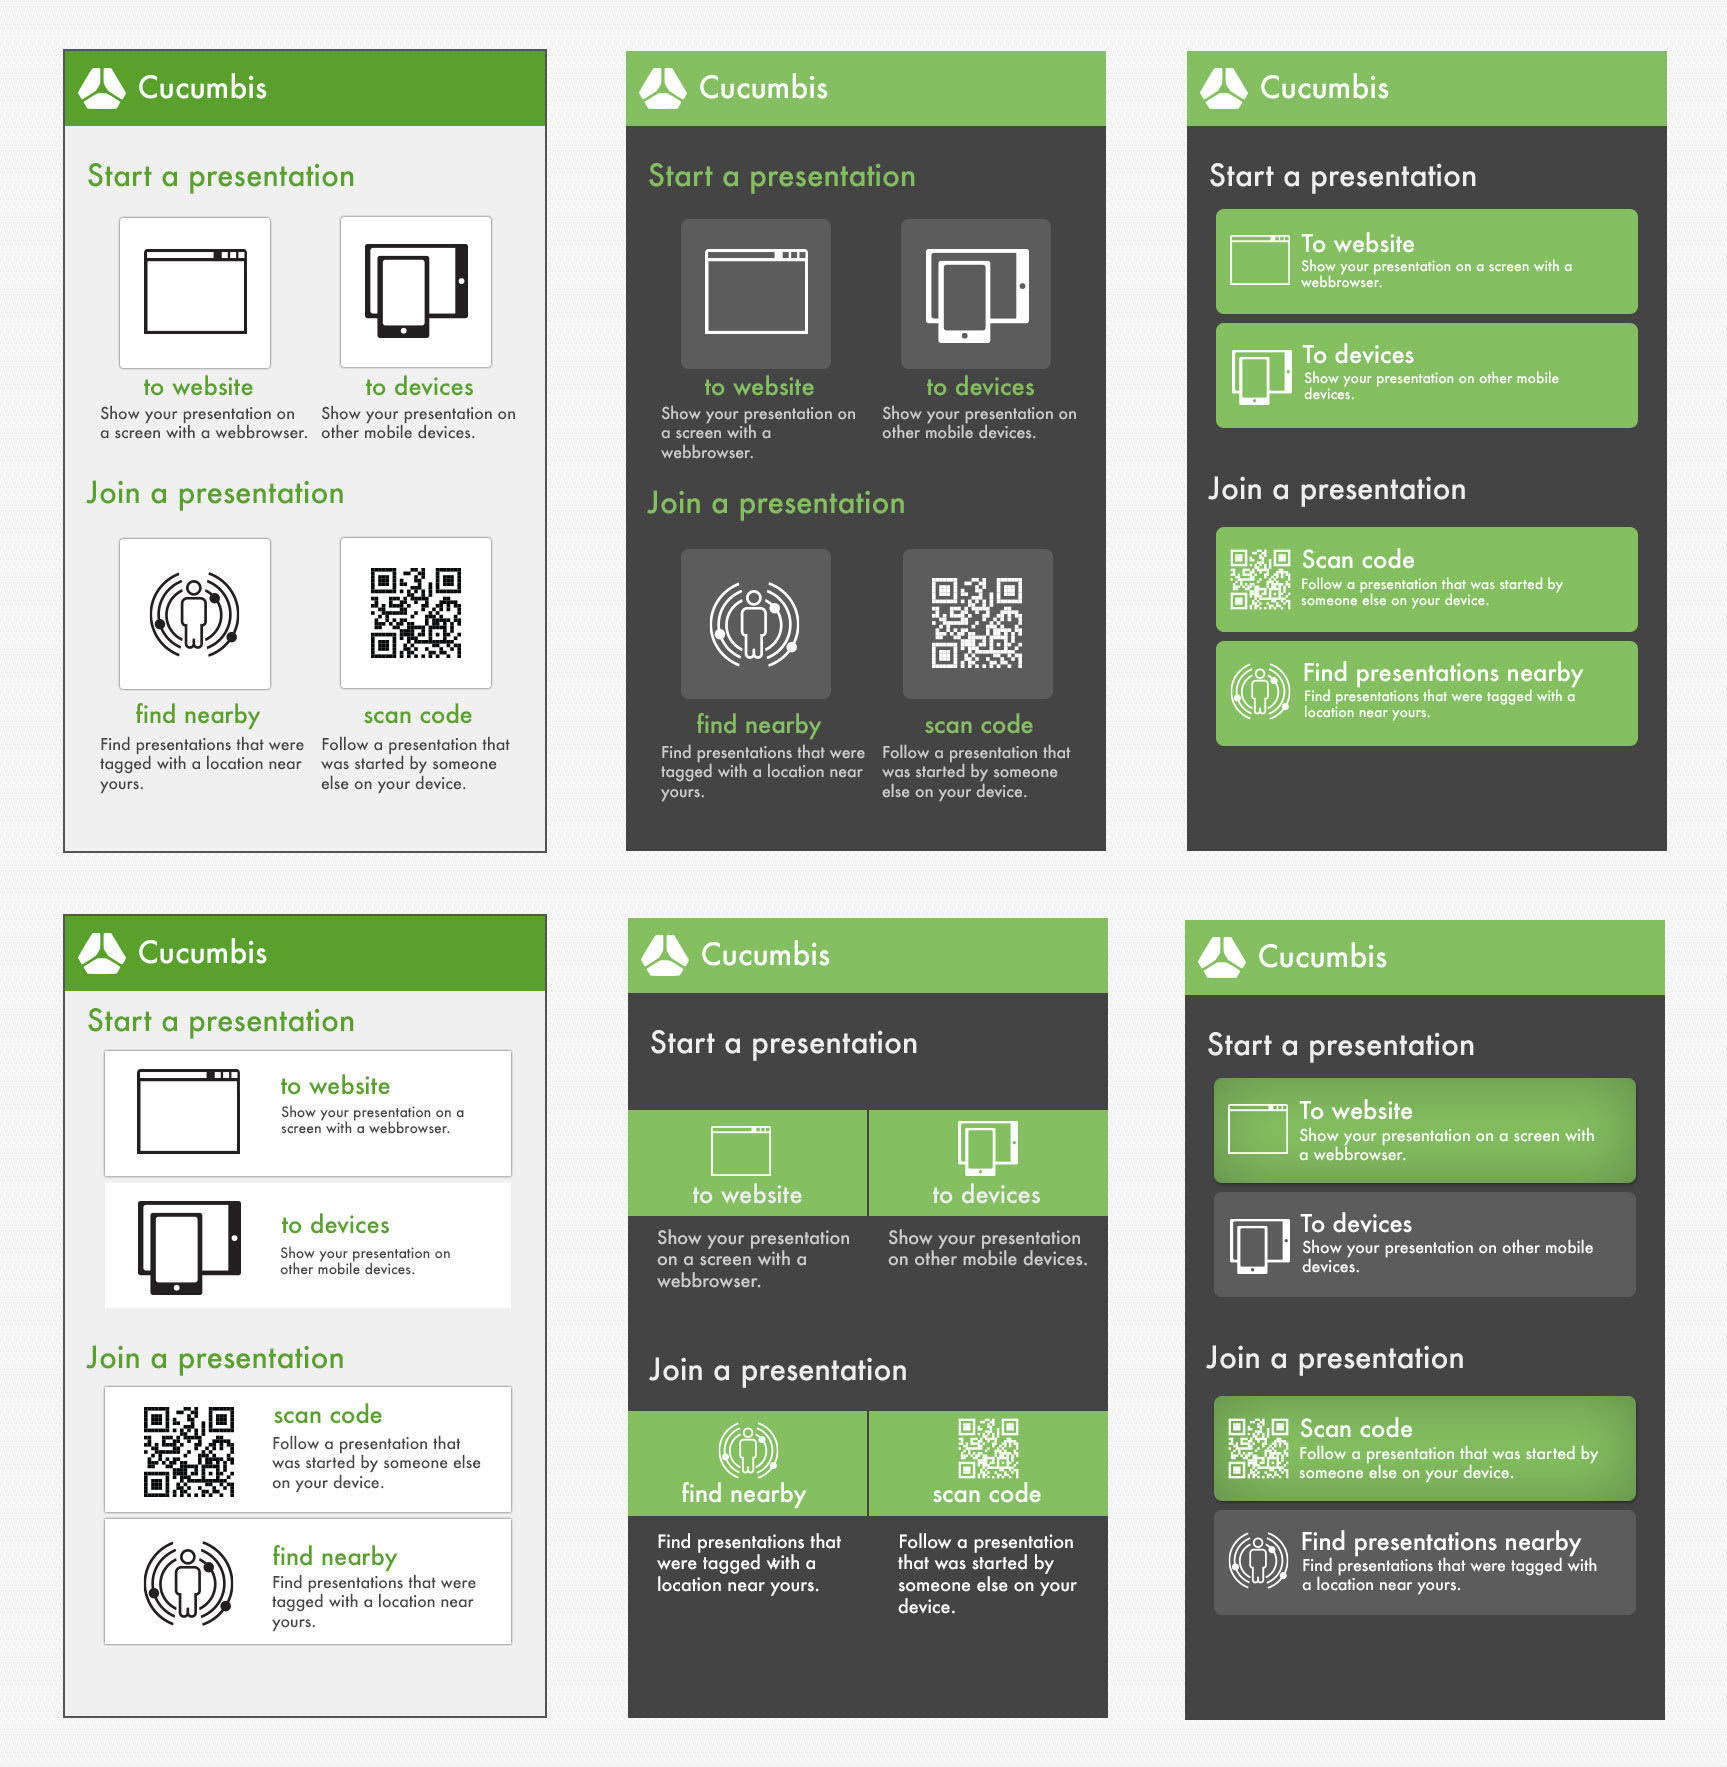 Cucumbis
Start a presentation
to website
Show your presentation on
a screen with a webbrowser.
to devices
Show your presentation on
other mobile devices.
Join a presentation
find nearby
Find presentations that were
tagged with a location near
yours.
scan code
Follow a presentation that
was started by someone
else on your device.
Cucumbis
Start a presentation
to website
Show your presentation on
a screen with a
webbrowser.
to devices
Show your presentation on
other mobile devices.
Join a presentation
find nearby
Find presentations that were
tagged with a location near
yours.
scan code
Follow a presentation that
was started by someone
else on your device.
Cucumbis
Start a presentation
To website
Show your presentation on a screen with a
webbrowser.
To devices
Show your presentation on other mobile
devices.
Join a presentation
Scan code
Follow a presentation that was started by
someone else on your device.
Find presentations nearby
Find presentations that were tagged with a
location near yours.
Cucumbis
Start a presentation
to website
Show your presentation on a
screen with a webbrowser.
to devices
Show your presentation on
other mobile devices.
Join a presentation
scan code
Follow a presentation that
was started by someone else
on your device.
find nearby
Find presentations that were
tagged with a location near
yours.
Cucumbis
Start a presentation
to website
Show your presentation
on a screen with a
webbrowser.
to devices
Show your presentation
on other mobile devices.
Join a presentation
find nearby
Find presentations that
were tagged with a
location near yours.
scan code
Follow a presentation
that was started by
someone else on your
device.
Cucumbis
Start a presentation
To website
Show your presentation on a screen with
a webbrowser.
To devices
Show your presentation on other mobile
devices.
Join a presentation
Scan code
Follow a presentation that was started by
someone else on your device.
Find presentations nearby
Find presentations that were tagged with
a location near yours.